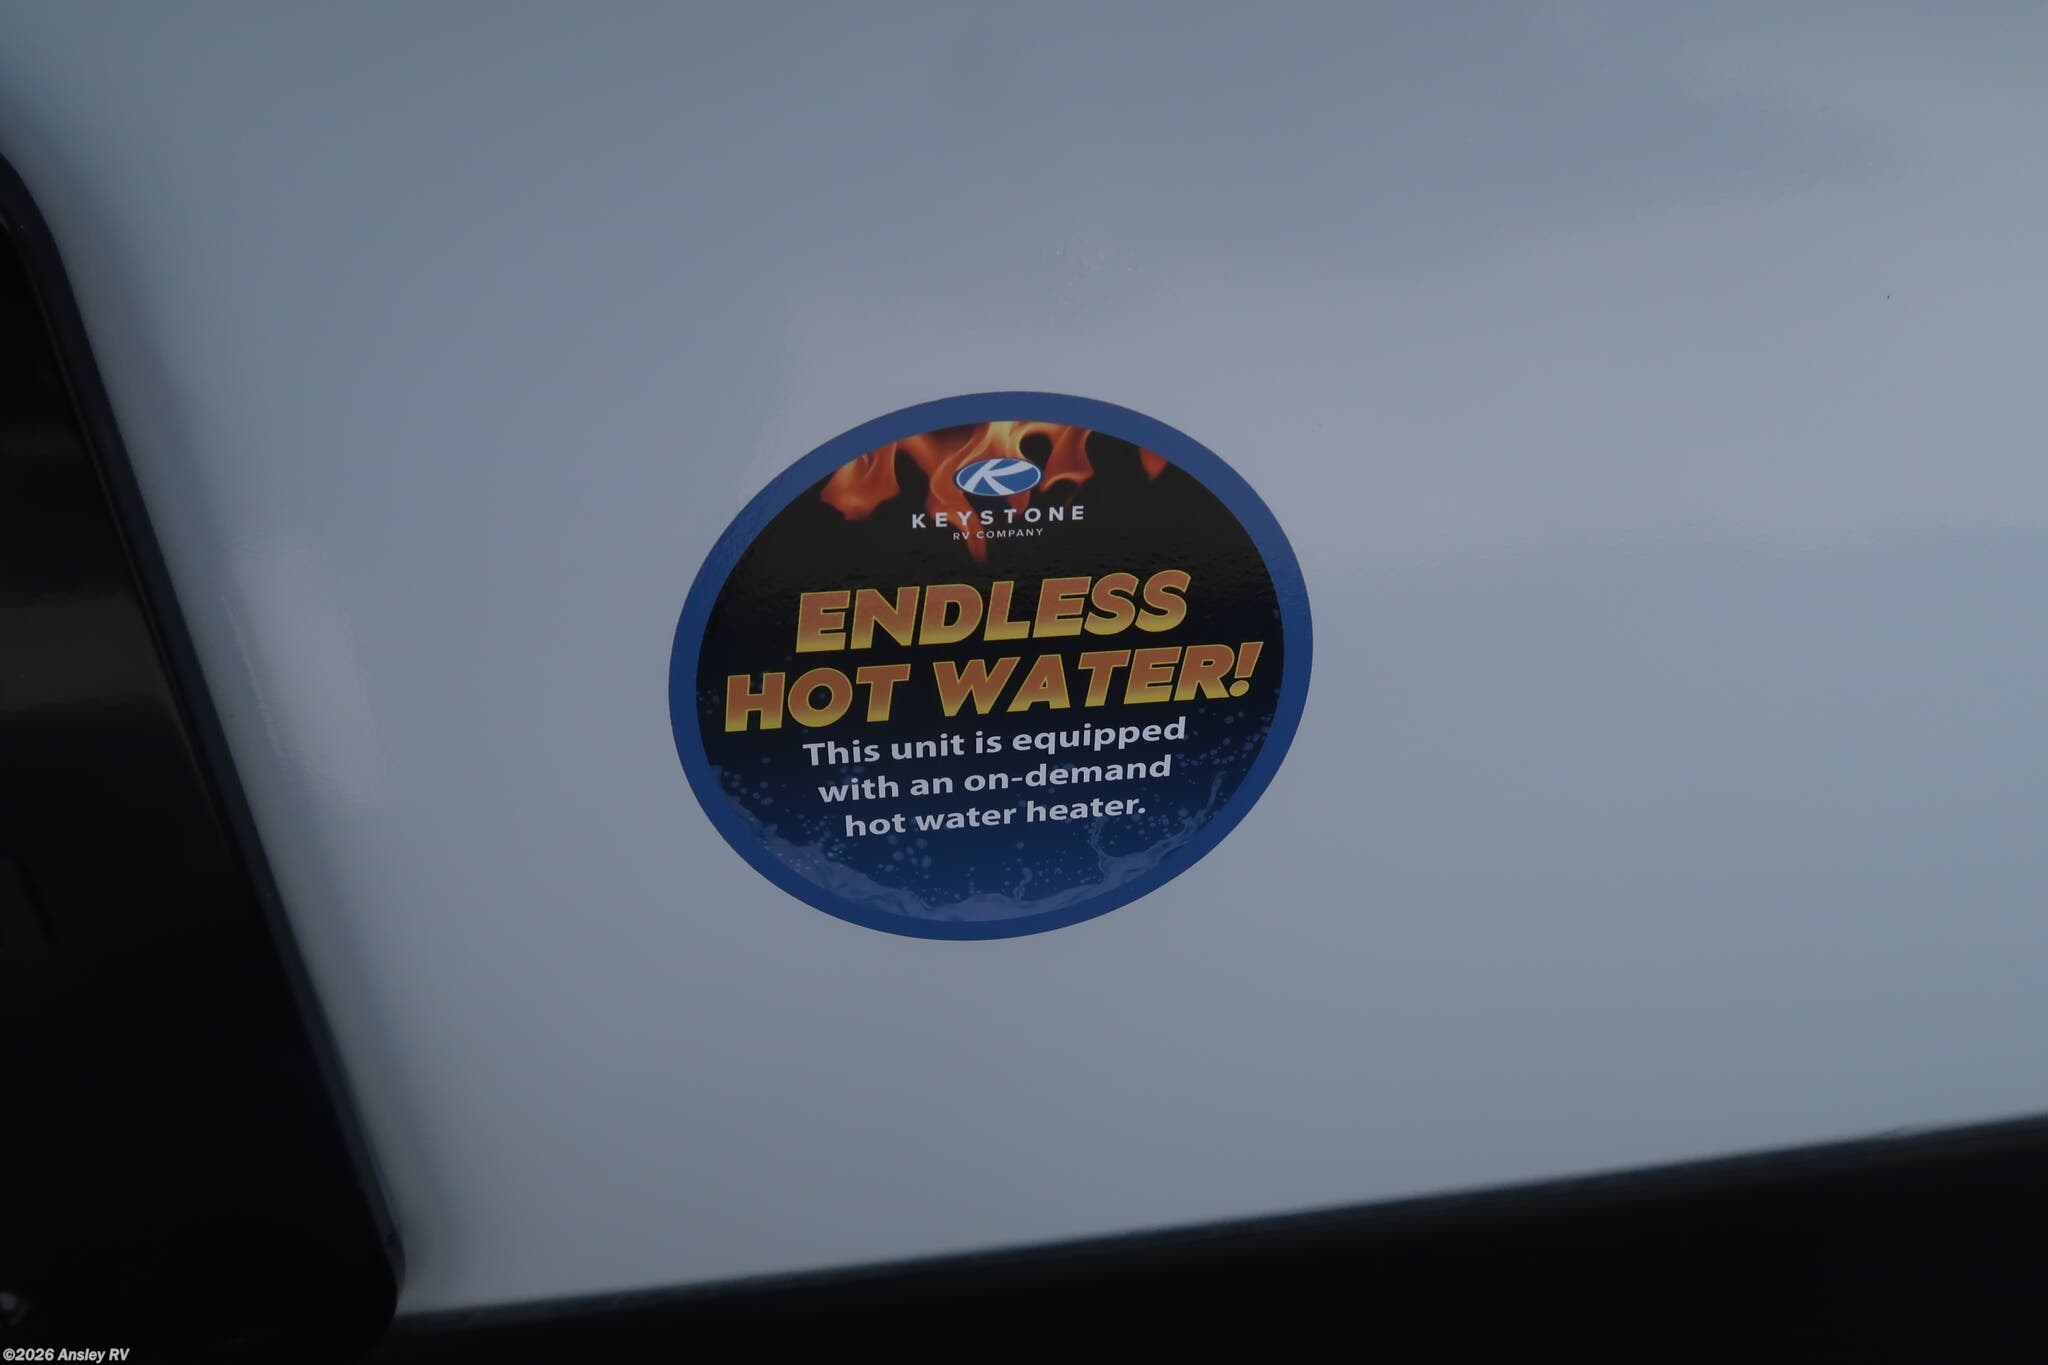 KEYSTONE
RV COMPANY
ENDLESS
HOT WATER!
This unit is equipped
with an on-demand
hot water heater.
©2026 Ansley RV